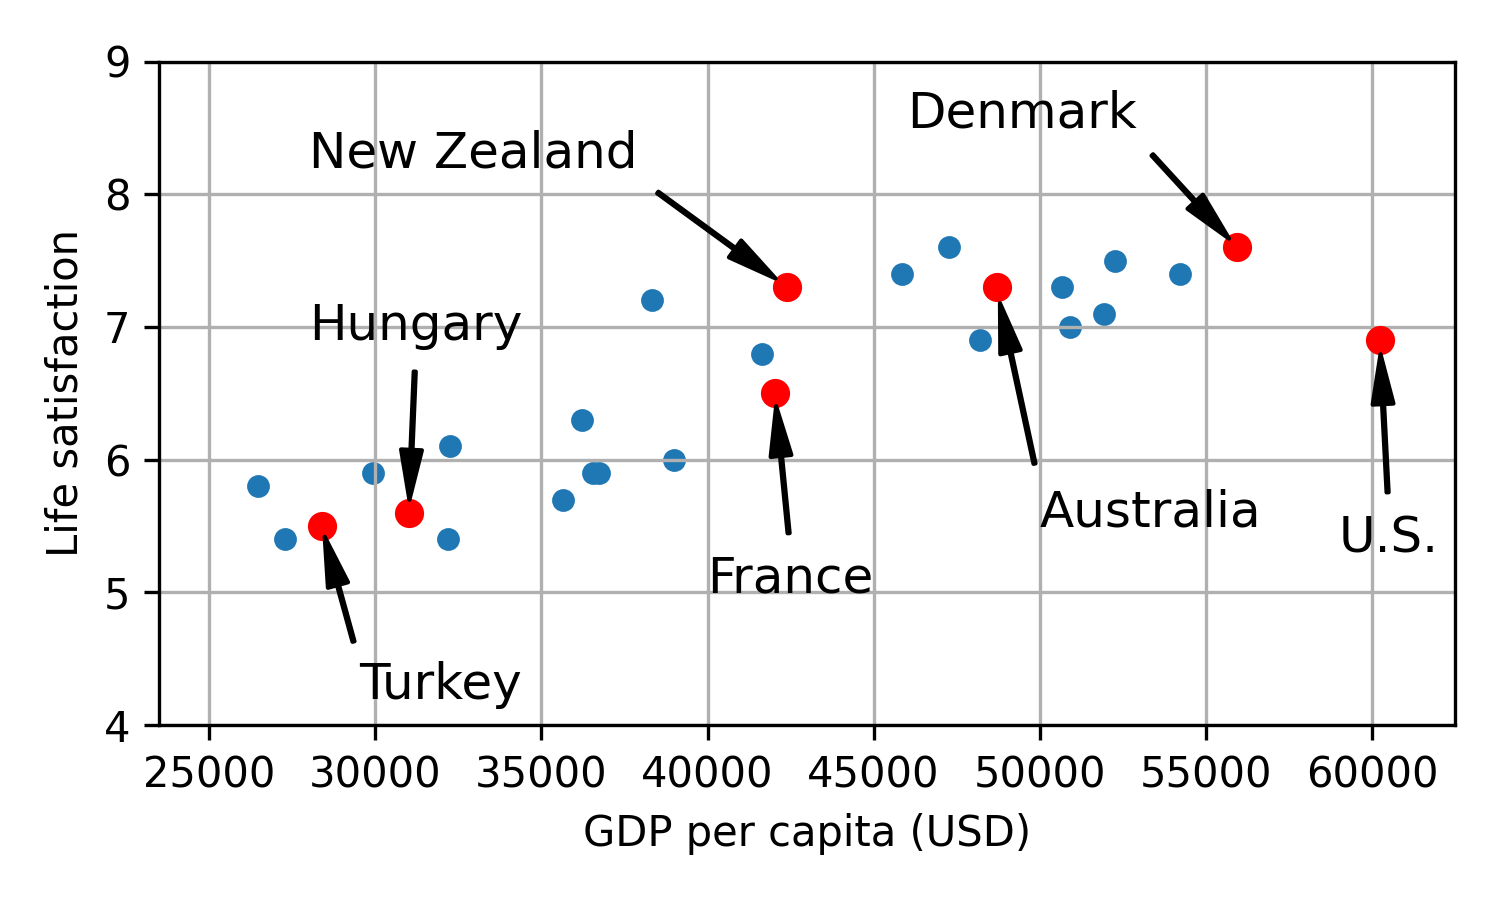 9
Denmark
New Zealand
8
Hungary
7
Life satisfaction
6
Australia
U.S.
France
5
Turkey
4
25000 30000 35000 40000 45000 50000 55000 60000
GDP per capita (USD)